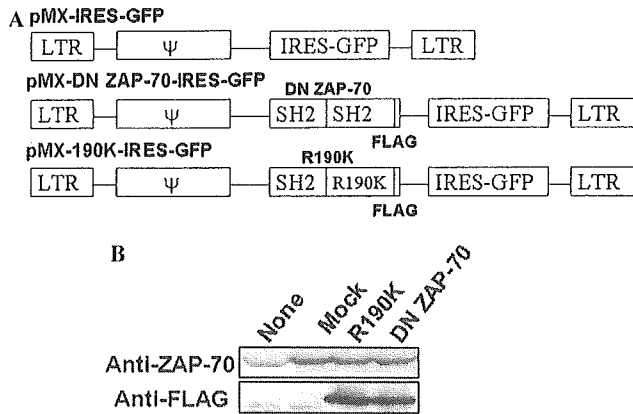 A pMX-IRES-GFP
LTR Ψ IRES-GFP LTR
pMX-DN ZAP-70-IRES-GFP
DN ZAP-70
LTR Ψ SH2 SH2 IRES-GFP LTR
FLAG
pMX-190K-IRES-GFP
R190K
LTR Ψ SH2 R190K IRES-GFP LTR
FLAG
B
None Mock R190K DN ZAP-70
Anti-ZAP-70
Anti-FLAG